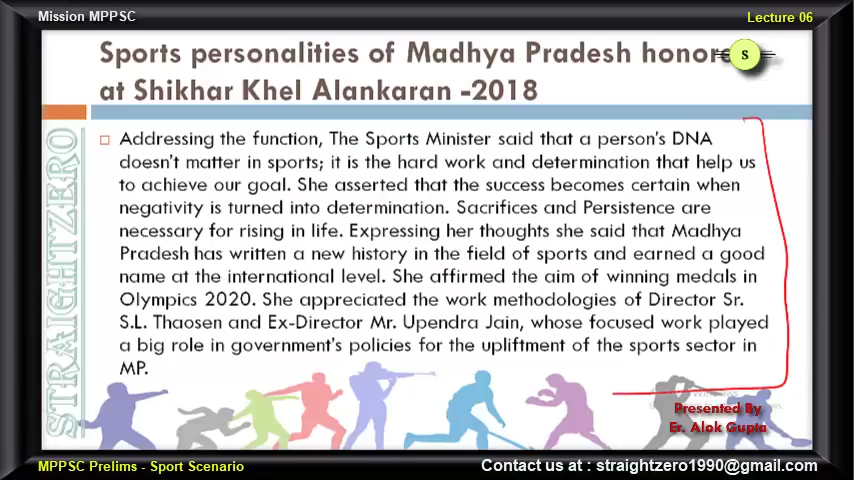 Mission MPPSC
Lecture 06
Sports personalities of Madhya Pradesh honore
S
at Shikhar Khel Alankaran -2018
STRAIGHTZERO
Addressing the function, The Sports Minister said that a person's DNA
doesn't matter in sports; it is the hard work and determination that help us
to achieve our goal. She asserted that the success becomes certain when
negativity is turned into determination. Sacrifices and Persistence are
necessary for rising in life. Expressing her thoughts she said that Madhya
Pradesh has written a new history in the field of sports and earned a good
name at the international level. She affirmed the aim of winning medals in
Olympics 2020. She appreciated the work methodologies of Director Sr.
S.L. Thaosen and Ex-Director Mr. Upendra Jain, whose focused work played
a big role in government's policies for the upliftment of the sports sector in
MP.
Presented By
Er. Alok Gupta
MPPSC Prelims - Sport Scenario
Contact us at : straightzero1990@gmail.com